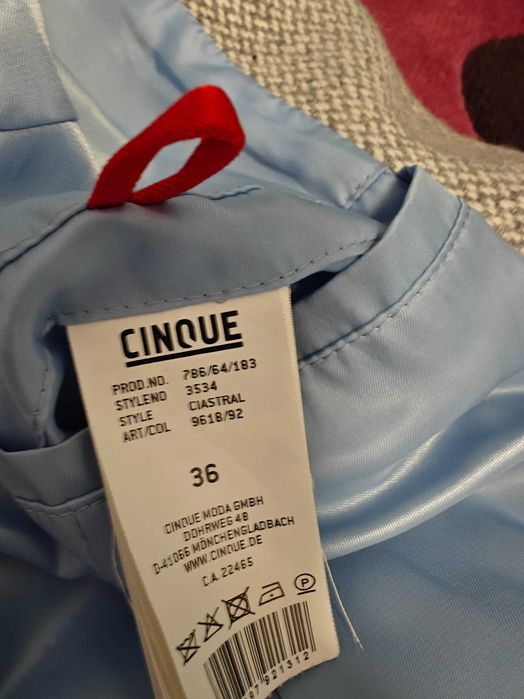 CINQUE
PROD.NO. 786/64/183
STYLENO 3534
STYLE CIASTRAL
ART/COL 9618/92
36
CINQUE MODA GMBH
DOHRWEG 48
D-41066 MÖNCHENGLADBACH
WWW.CINQUE.DE
C.A. 22465
P